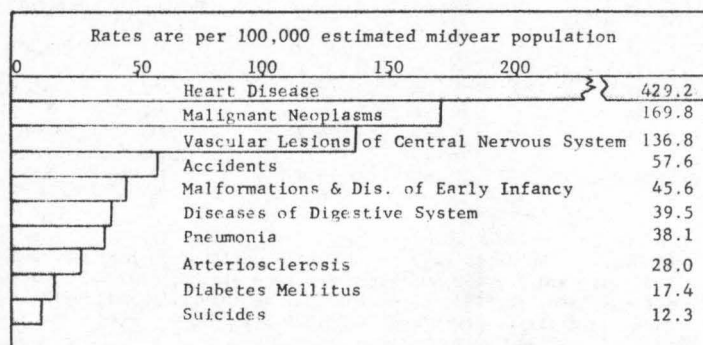 Rates are per 100,000 estimated midyear population
0 50 100 150 200
Heart Disease 429.2
Malignant Neoplasms 169.8
Vascular Lesions of Central Nervous System 136.8
Accidents 57.6
Malformations & Dis. of Early Infancy 45.6
Diseases of Digestive System 39.5
Pneumonia 38.1
Arteriosclerosis 28.0
Diabetes Mellitus 17.4
Suicides 12.3